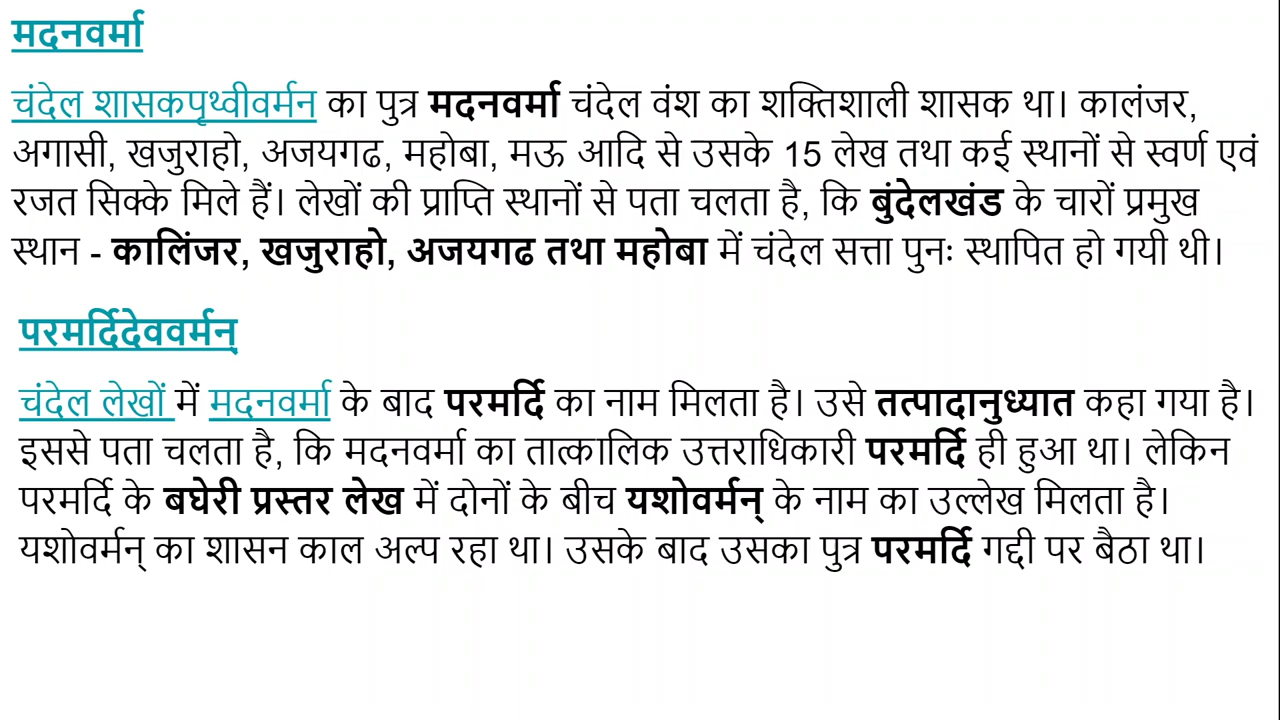 मदनवर्मा
चंदेल शासकपृथ्वीवर्मन का पुत्र मदनवर्मा चंदेल वंश का शक्तिशाली शासक था। कालंजर,
अगासी, खजुराहो, अजयगढ, महोबा, मऊ आदि से उसके 15 लेख तथा कई स्थानों से स्वर्ण एवं
रजत सिक्के मिले हैं। लेखों की प्राप्ति स्थानों से पता चलता है, कि बुंदेलखंड के चारों प्रमुख
स्थान - कालिंजर, खजुराहो, अजयगढ तथा महोबा में चंदेल सत्ता पुनः स्थापित हो गयी थी।
परमर्दिदेववर्मन्
चंदेल लेखों में मदनवर्मा के बाद परमर्दि का नाम मिलता है। उसे तत्पादानुध्यात कहा गया है।
इससे पता चलता है, कि मदनवर्मा का तात्कालिक उत्तराधिकारी परमर्दि ही हुआ था। लेकिन
परमर्दि के बघेरी प्रस्तर लेख में दोनों के बीच यशोवर्मन् के नाम का उल्लेख मिलता है।
यशोवर्मन् का शासन काल अल्प रहा था। उसके बाद उसका पुत्र परमर्दि गद्दी पर बैठा था।